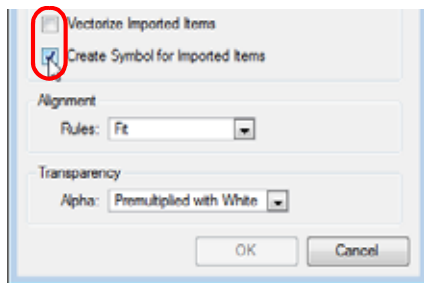 Vectorize Imported Items
Create Symbol for Imported Items
Alignment
Rules: Fit
Transparency
Alpha: Premultiplied with White
OK Cancel